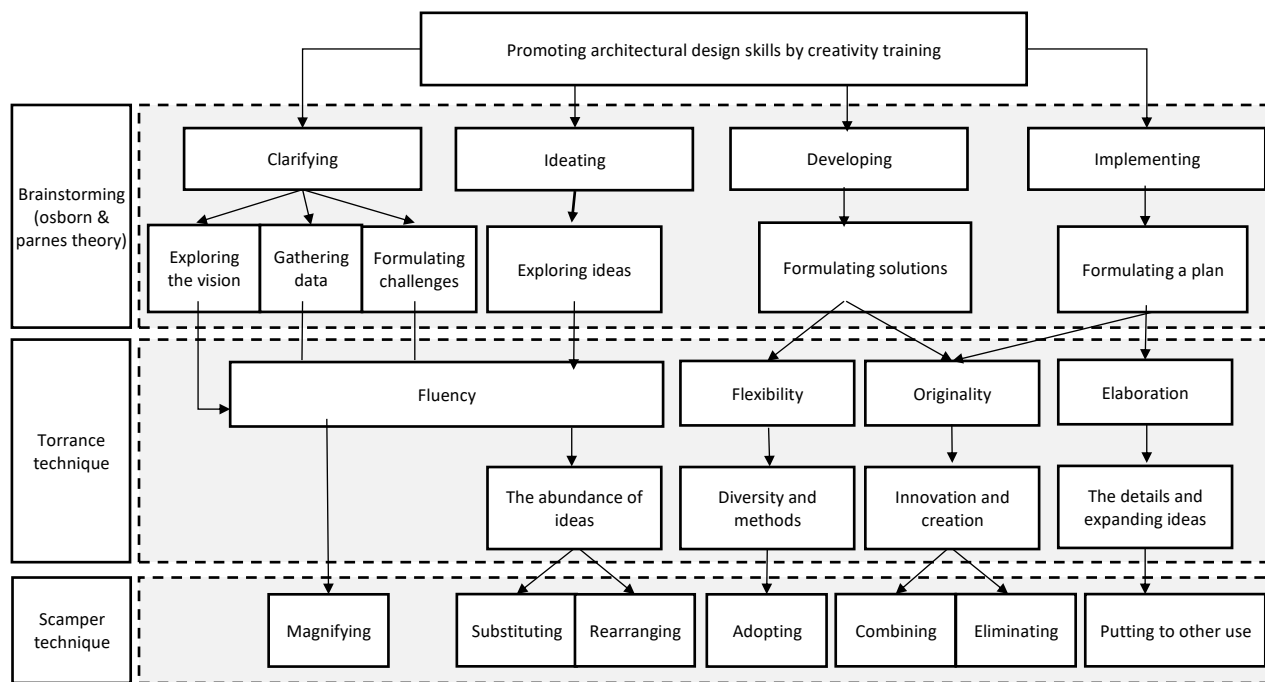 Promoting architectural design skills by creativity training
Brainstorming
(osborn &
parnes theory)
Clarifying
Ideating
Developing
Implementing
Exploring
the vision
Gathering
data
Formulating
challenges
Exploring ideas
Formulating solutions
Formulating a plan
Torrance
technique
Fluency
Flexibility
Originality
Elaboration
The abundance of
ideas
Diversity and
methods
Innovation and
creation
The details and
expanding ideas
Scamper
technique
Magnifying
Substituting
Rearranging
Adopting
Combining
Eliminating
Putting to other use